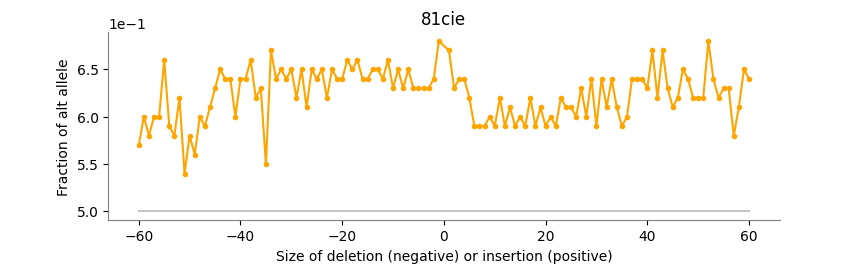 81cie
1e−1
Fraction of alt allele
6.5
6.0
5.5
5.0
−60 −40 −20 0 20 40 60
Size of deletion (negative) or insertion (positive)